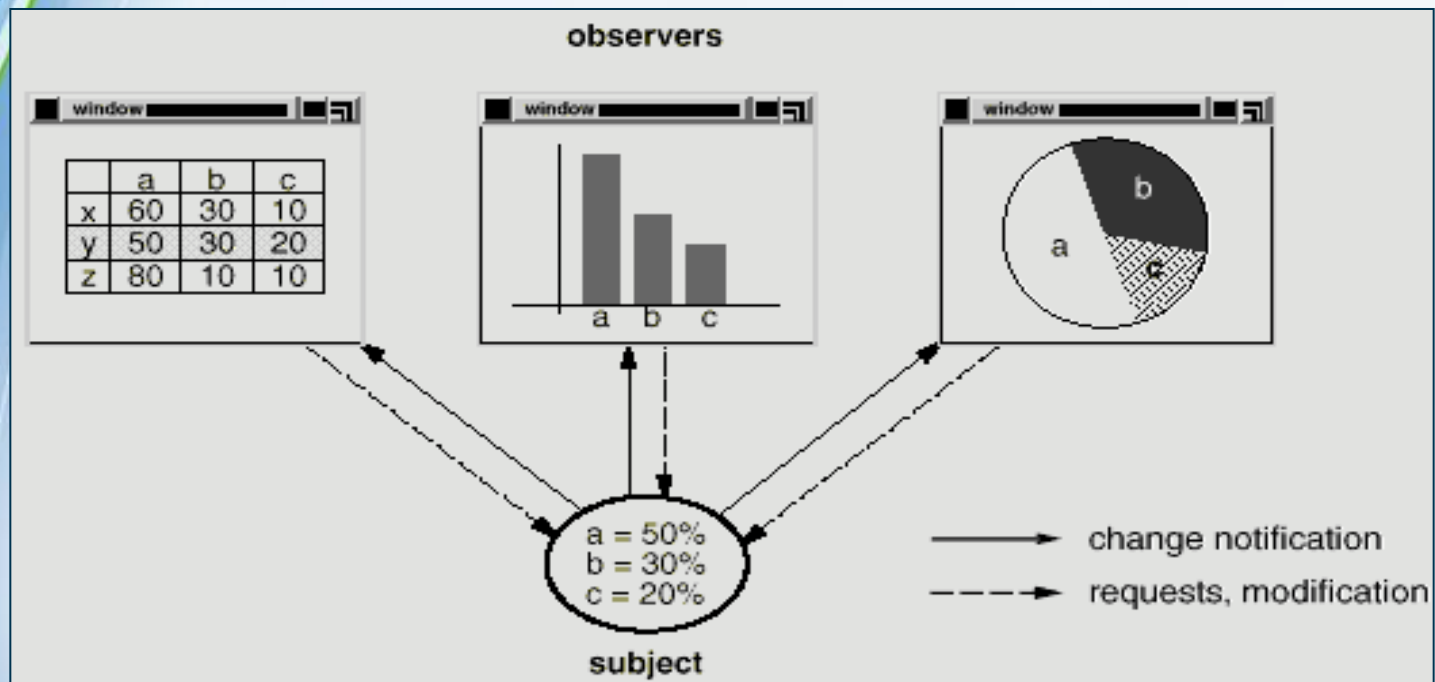 observers
window
window
window
a b c
x 60 30 10
y 50 30 20
z 80 10 10
a b c
b
a
c
a = 50%
b = 30%
c = 20%
subject
change notification
requests, modification